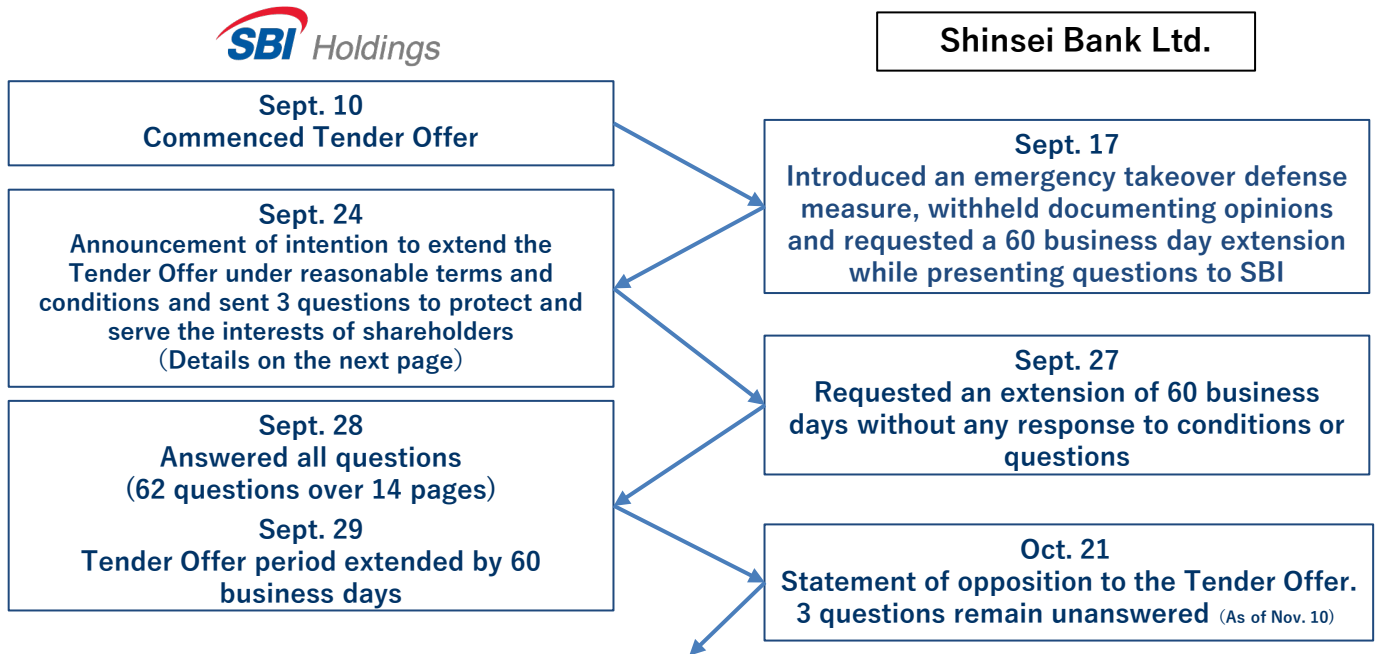 SBI Holdings
Shinsei Bank Ltd.
Sept. 10
Commenced Tender Offer
Sept. 17
Introduced an emergency takeover defense
measure, withheld documenting opinions
and requested a 60 business day extension
while presenting questions to SBI
Sept. 24
Announcement of intention to extend the
Tender Offer under reasonable terms and
conditions and sent 3 questions to protect and
serve the interests of shareholders
（Details on the next page）
Sept. 27
Requested an extension of 60 business
days without any response to conditions or
questions
Sept. 28
Answered all questions
（62 questions over 14 pages）
Sept. 29
Tender Offer period extended by 60
business days
Oct. 21
Statement of opposition to the Tender Offer.
3 questions remain unanswered （As of Nov. 10）